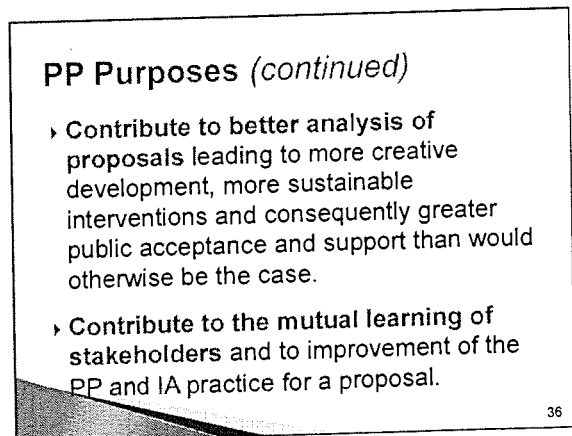 PP Purposes (continued)
Contribute to better analysis of
proposals leading to more creative
development, more sustainable
interventions and consequently greater
public acceptance and support than would
otherwise be the case.
Contribute to the mutual learning of
stakeholders and to improvement of the
PP and IA practice for a proposal.
36